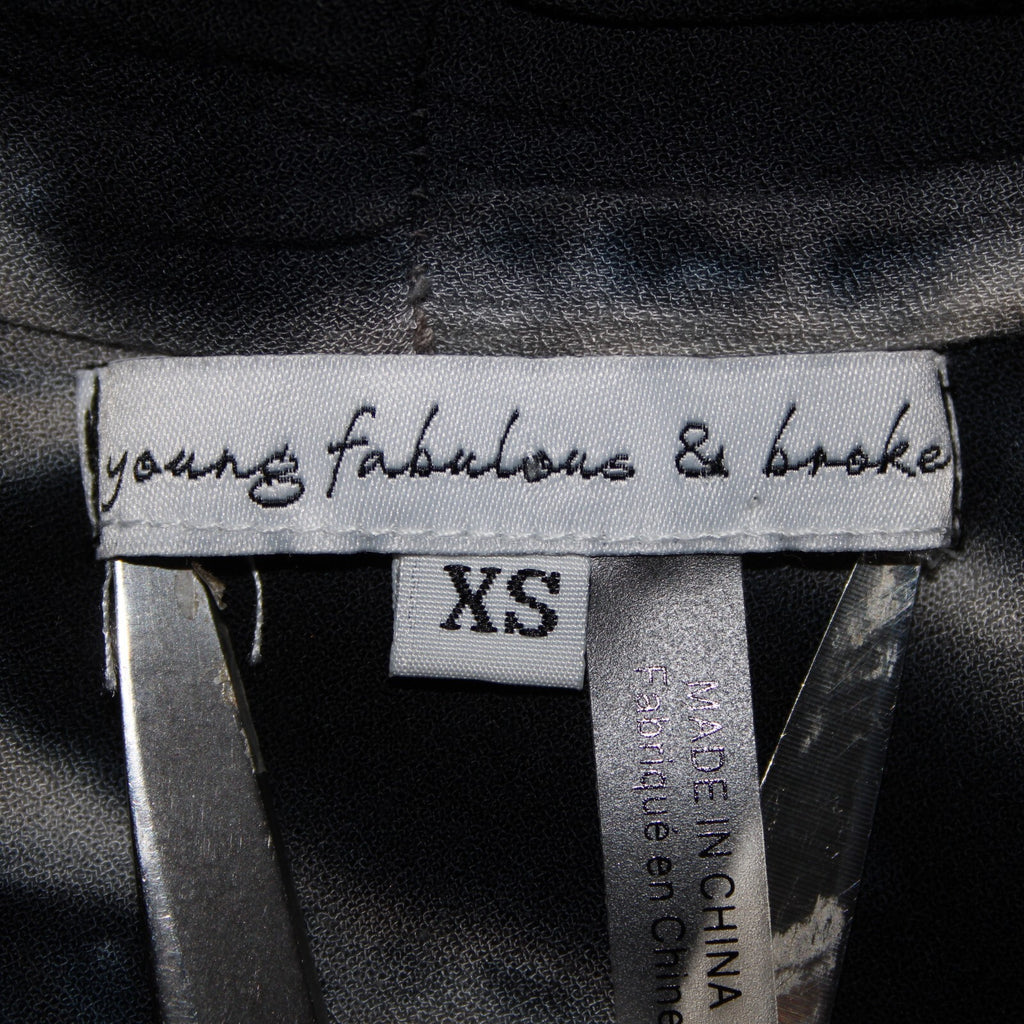 young fabulous & broke
XS
MADE IN CHINA
Fabriqué en Chine